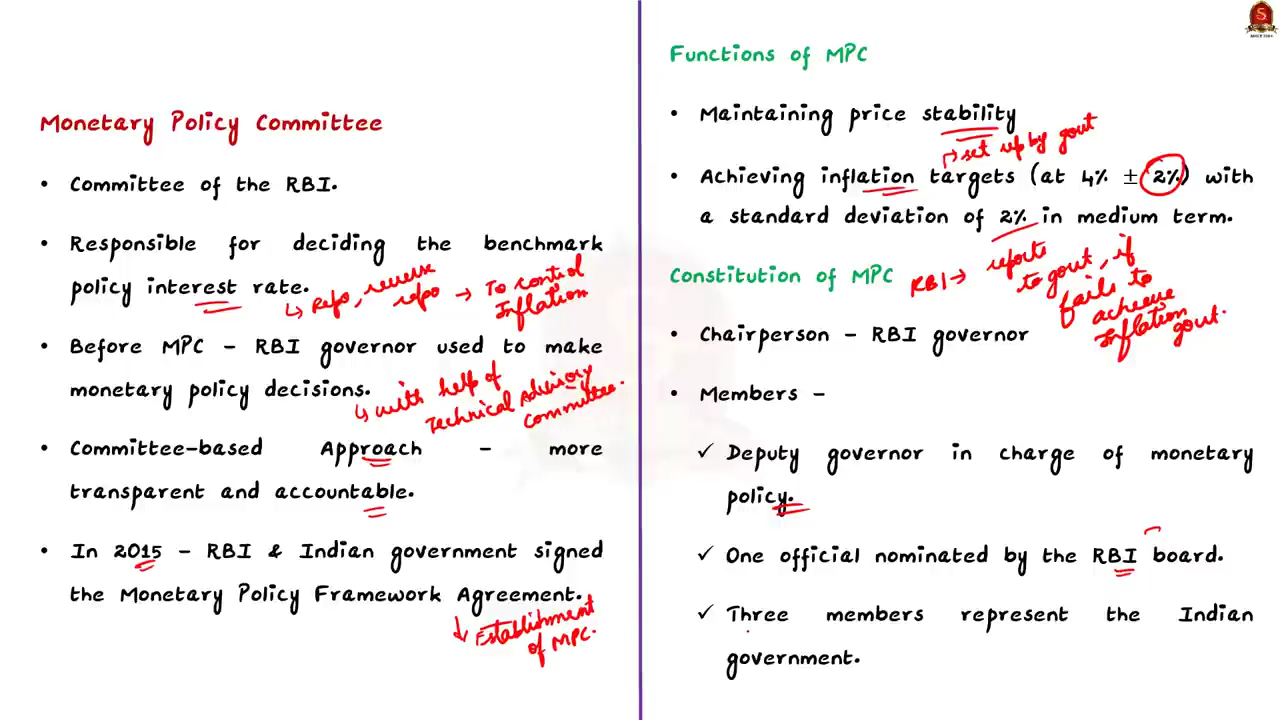 Monetary Policy Committee
• Committee of the RBI.
• Responsible for deciding the benchmark
policy interest rate.
↳ Repo, reverse
repo → To control
Inflation
• Before MPC – RBI governor used to make
monetary policy decisions.
↳ with help of
Technical Advisory
Committee.
• Committee-based Approach – more
transparent and accountable.
• In 2015 – RBI & Indian government signed
the Monetary Policy Framework Agreement.
↓ Establishment
of MPC.
Functions of MPC
• Maintaining price stability
↱ set up by govt
• Achieving inflation targets (at 4% ± 2%) with
a standard deviation of 2% in medium term.
Constitution of MPC
RBI → reports
to govt, if
fails to
achieve
Inflation
govt.
• Chairperson – RBI governor
• Members –
✓ Deputy governor in charge of monetary
policy.
✓ One official nominated by the RBI board.
✓ Three members represent the Indian
government.